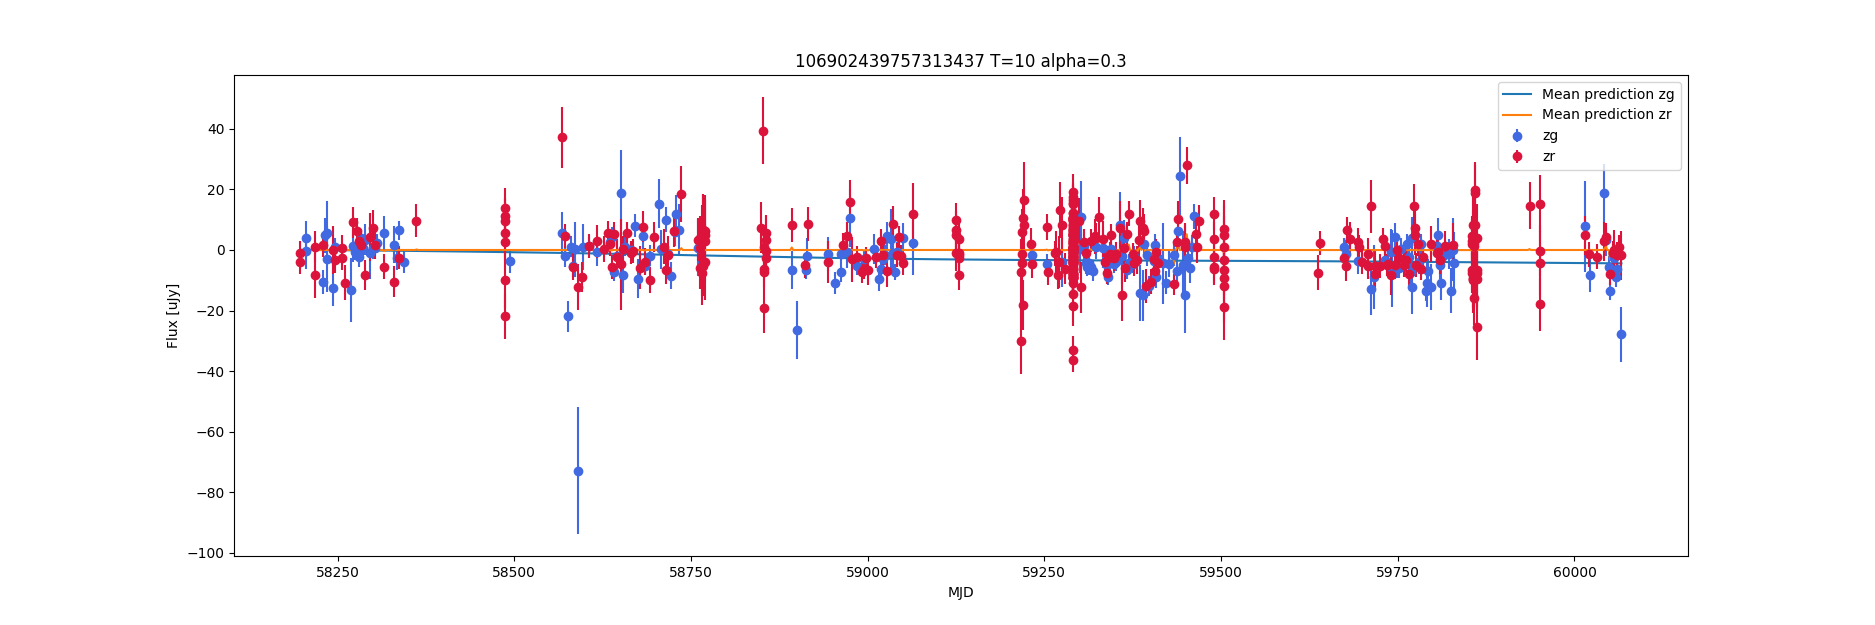 106902439757313437 T=10 alpha=0.3
Mean prediction zg
Mean prediction zr
zg
zr
Flux [uJy]
40
20
0
−20
−40
−60
−80
−100
58250
58500
58750
59000
59250
59500
59750
60000
MJD